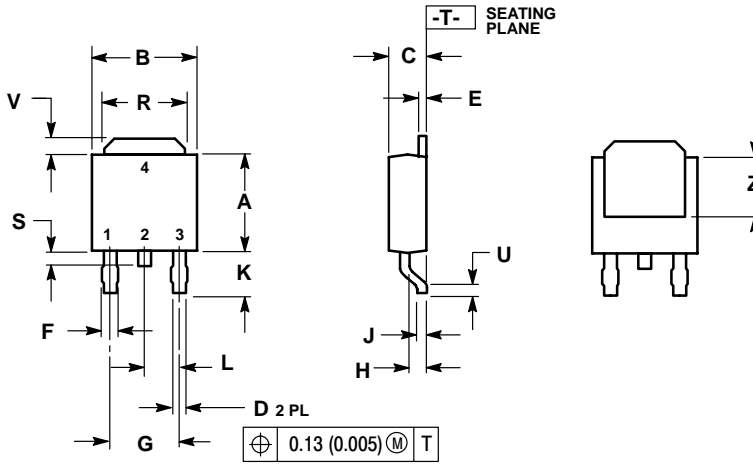 -T- SEATING
PLANE
B
C
V
R
E
4
A
Z
S
1 2 3
K
U
F
J
L
H
D 2 PL
G
⌖ 0.13 (0.005) Ⓜ T